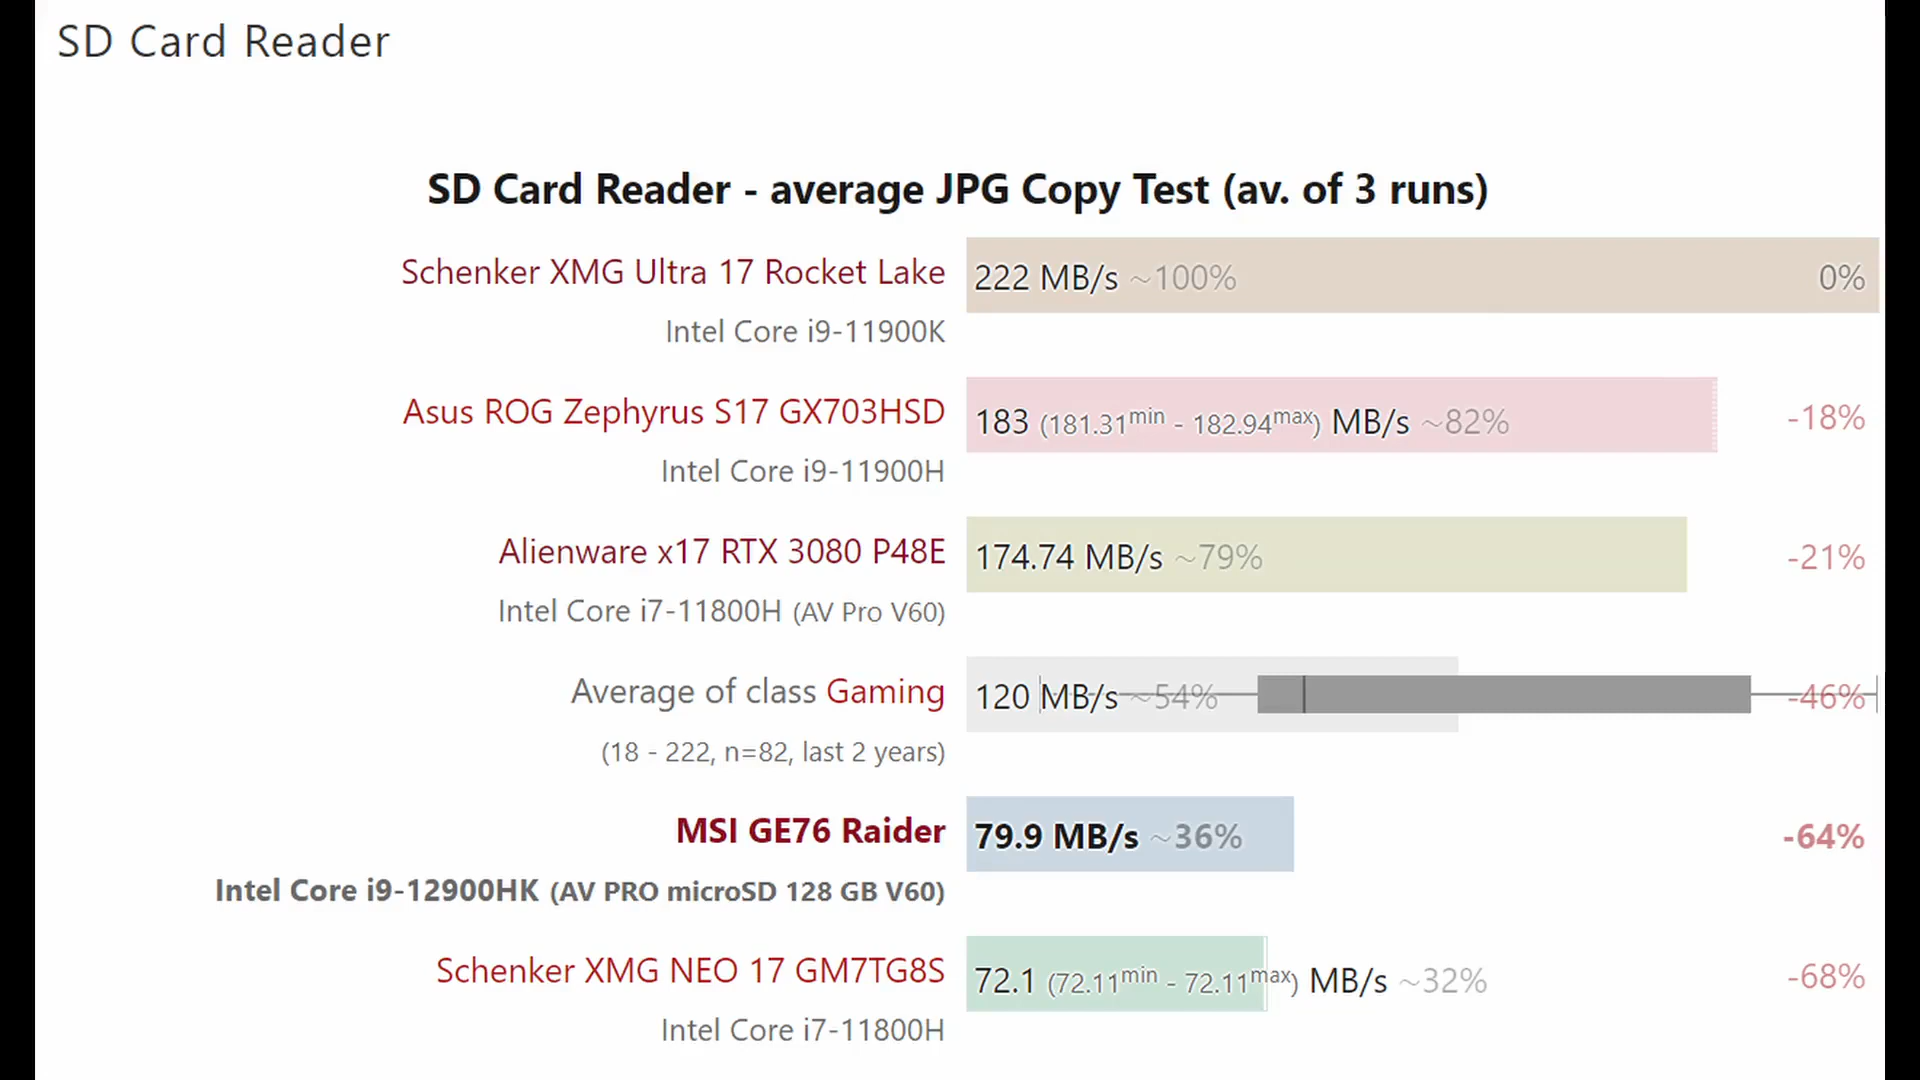 SD Card Reader
SD Card Reader - average JPG Copy Test (av. of 3 runs)
Schenker XMG Ultra 17 Rocket Lake
222 MB/s ~100%
0%
Intel Core i9-11900K
Asus ROG Zephyrus S17 GX703HSD
183 (181.31min - 182.94max) MB/s ~82%
-18%
Intel Core i9-11900H
Alienware x17 RTX 3080 P48E
174.74 MB/s ~79%
-21%
Intel Core i7-11800H (AV Pro V60)
Average of class Gaming
120 MB/s ~54%
-46%
(18 - 222, n=82, last 2 years)
MSI GE76 Raider
79.9 MB/s ~36%
-64%
Intel Core i9-12900HK (AV PRO microSD 128 GB V60)
Schenker XMG NEO 17 GM7TG8S
72.1 (72.11min - 72.11max) MB/s ~32%
-68%
Intel Core i7-11800H